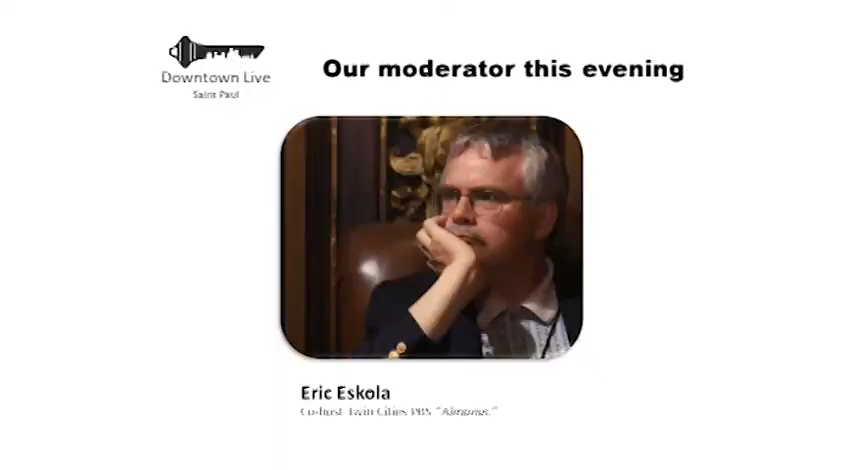 Downtown Live
Saint Paul
Our moderator this evening
Eric Eskola
Co-host Twin Cities PBS "Almanac."